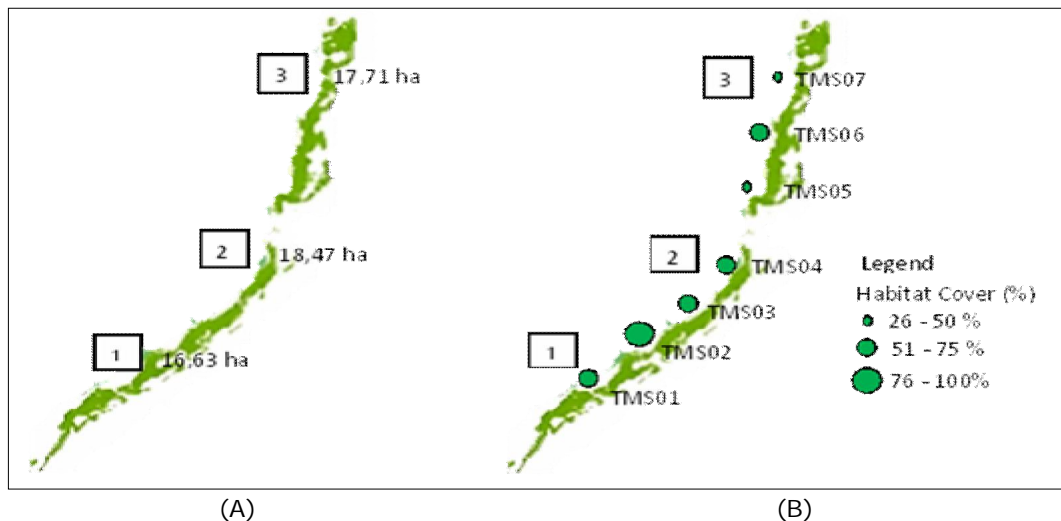 3
17,71 ha
2
18,47 ha
1
16,63 ha
(A)
3
TMS07
TMS06
TMS05
2
TMS04
TMS03
1
TMS02
TMS01
Legend
Habitat Cover (%)
26 - 50 %
51 - 75 %
76 - 100%
(B)